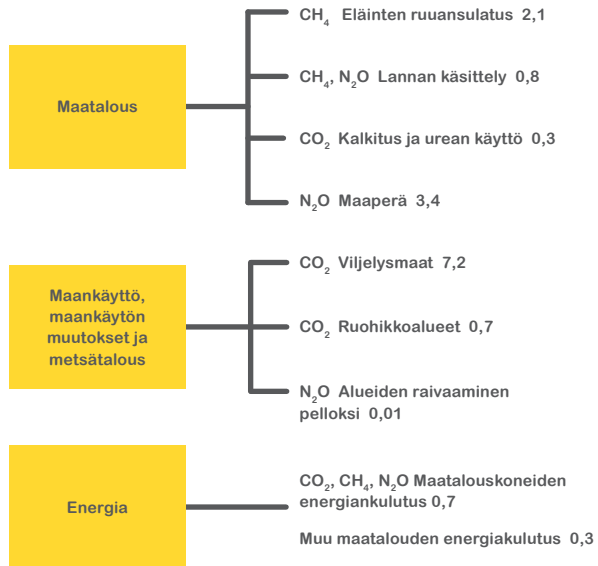 Maatalous
CH₄ Eläinten ruuansulatus 2,1
CH₄, N₂O Lannan käsittely 0,8
CO₂ Kalkitus ja urean käyttö 0,3
N₂O Maaperä 3,4
Maankäyttö,
maankäytön
muutokset ja
metsätalous
CO₂ Viljelysmaat 7,2
CO₂ Ruohikkoalueet 0,7
N₂O Alueiden raivaaminen
pelloksi 0,01
Energia
CO₂, CH₄, N₂O Maatalouskoneiden
energiankulutus 0,7
Muu maatalouden energiakulutus 0,3